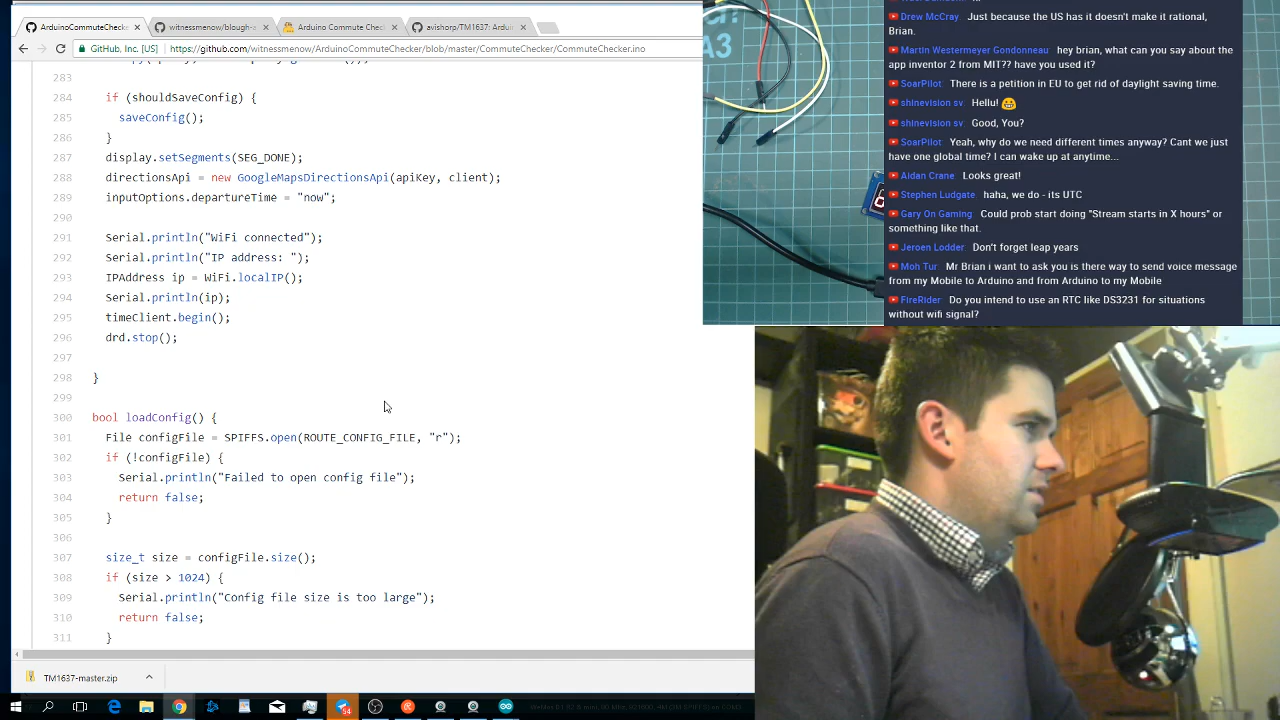 ArduinoCommuteChecke
witnessmenow/blough-a
Arduino Commute Check
avishorp/TM1637: Ardui
GitHub, Inc. [US]
https://github.com/witnessmenow/ArduinoCommuteChecker/blob/master/CommuteChecker/CommuteChecker.ino
283
284 if (shouldSaveConfig) {
285 saveConfig();
286 }
287 display.setSegments(SEG_DONE);
288 directionsApi = new GoogleMapsDirectionsApi(apiKey, client);
289 inputOptions.departureTime = "now";
290
291 Serial.println("WiFi connected");
292 Serial.println("IP address: ");
293 IPAddress ip = WiFi.localIP();
294 Serial.println(ip);
295 timeClient.begin();
296 drd.stop();
297
298 }
299
300 bool loadConfig() {
301 File configFile = SPIFFS.open(ROUTE_CONFIG_FILE, "r");
302 if (!configFile) {
303 Serial.println("Failed to open config file");
304 return false;
305 }
306
307 size_t size = configFile.size();
308 if (size > 1024) {
309 Serial.println("Config file size is too large");
310 return false;
311 }
TM1637-master.zip
A3
Drew McCray Just because the US has it doesn't make it rational,
Brian.
Martin Westermeyer Gondonneau hey brian, what can you say about the
app inventor 2 from MIT?? have you used it?
SoarPilot There is a petition in EU to get rid of daylight saving time.
shinevision sv Hellu! 😁
shinevision sv Good, You?
SoarPilot Yeah, why do we need different times anyway? Cant we just
have one global time? I can wake up at anytime...
Aidan Crane Looks great!
Stephen Ludgate haha, we do - its UTC
Gary On Gaming Could prob start doing "Stream starts in X hours" or
something like that.
Jeroen Lodder Don't forget leap years
Moh Tur Mr Brian i want to ask you is there way to send voice message
from my Mobile to Arduino and from Arduino to my Mobile
FireRider Do you intend to use an RTC like DS3231 for situations
without wifi signal?